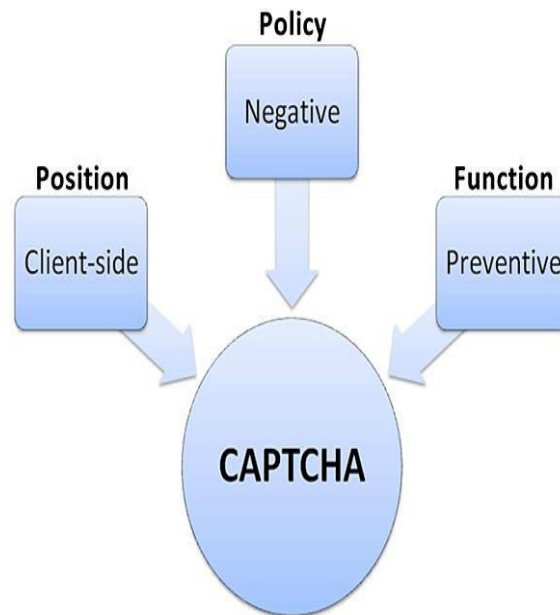 Policy
Negative
Position
Client-side
Function
Preventive
CAPTCHA